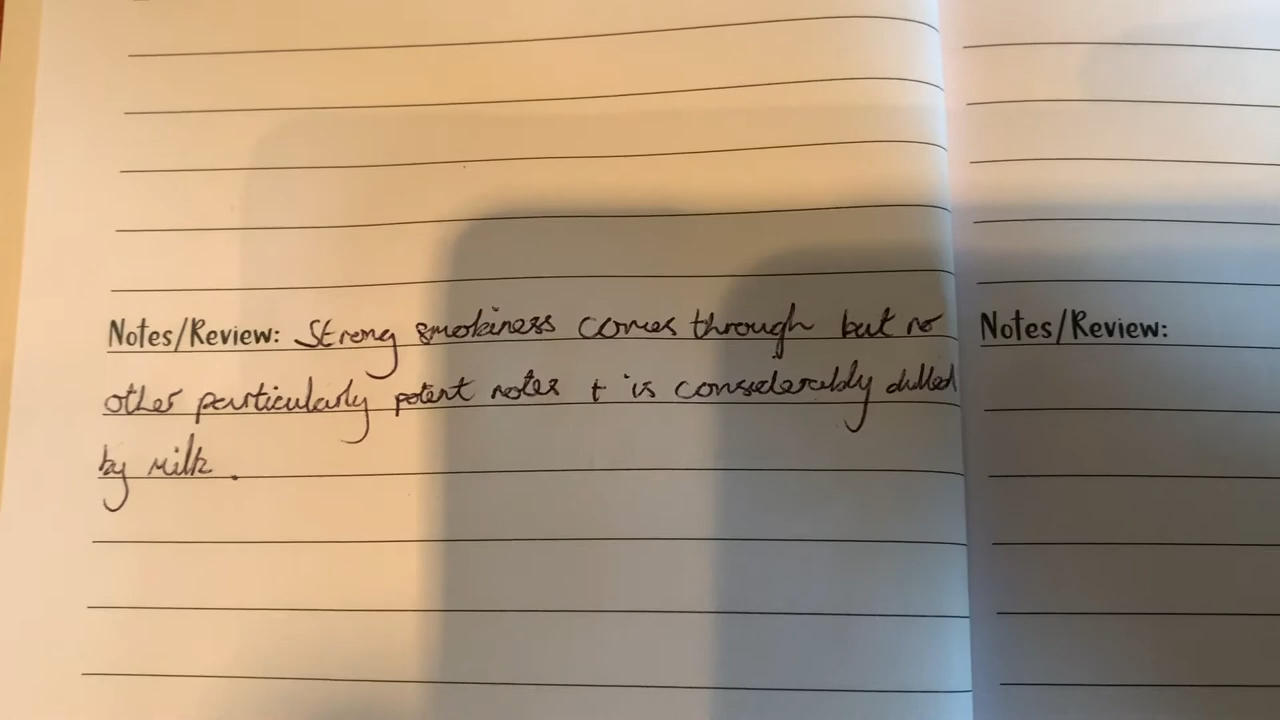 Notes/Review: Strong smokiness comes through but no
other particularly potent notes + is considerably dulled
by milk.
Notes/Review: